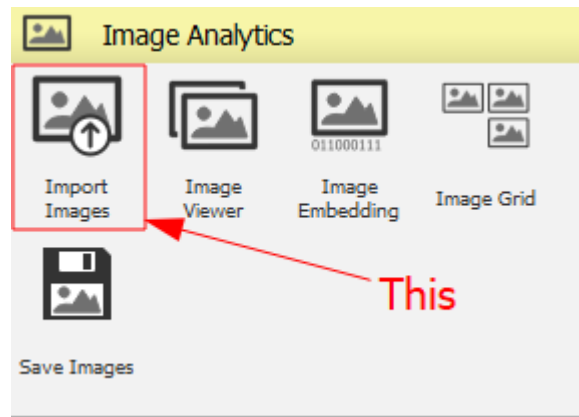 Image Analytics
Import
Images
Image
Viewer
011000111
Image
Embedding
Image Grid
This
Save Images